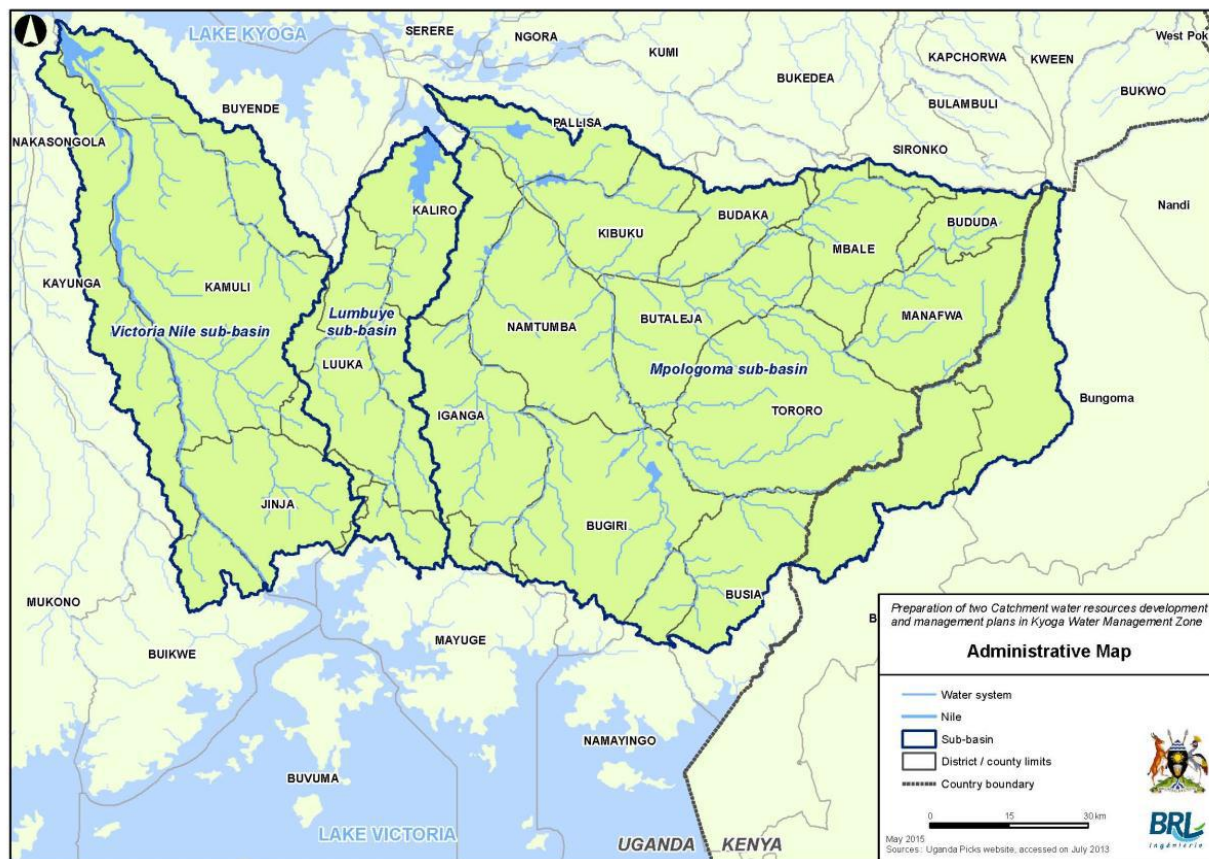 LAKE KYOGA
SERERE
NGORA
KUMI
BUKEDEA
KAPCHORWA
KWEEN
West Pok
BUKWO
BULAMBULI
SIRONKO
BUYENDE
NAKASONGOLA
PALLISA
Nandi
KALIRO
KIBUKU
BUDAKA
MBALE
BUDUDA
KAYUNGA
KAMULI
Victoria Nile sub-basin
Lumbuye
sub-basin
NAMTUMBA
BUTALEJA
MANAFWA
LUUKA
Mpologoma sub-basin
IGANGA
TORORO
Bungoma
JINJA
BUGIRI
BUSIA
MUKONO
BUIKWE
MAYUGE
B
NAMAYINGO
BUVUMA
LAKE VICTORIA
UGANDA
KENYA
Preparation of two Catchment water resources development
and management plans in Kyoga Water Management Zone
Administrative Map
Water system
Nile
Sub-basin
District / county limits
Country boundary
0 15 30 km
May 2015
Sources : Uganda Picks website, accessed on July 2013
BRL
Ingénierie